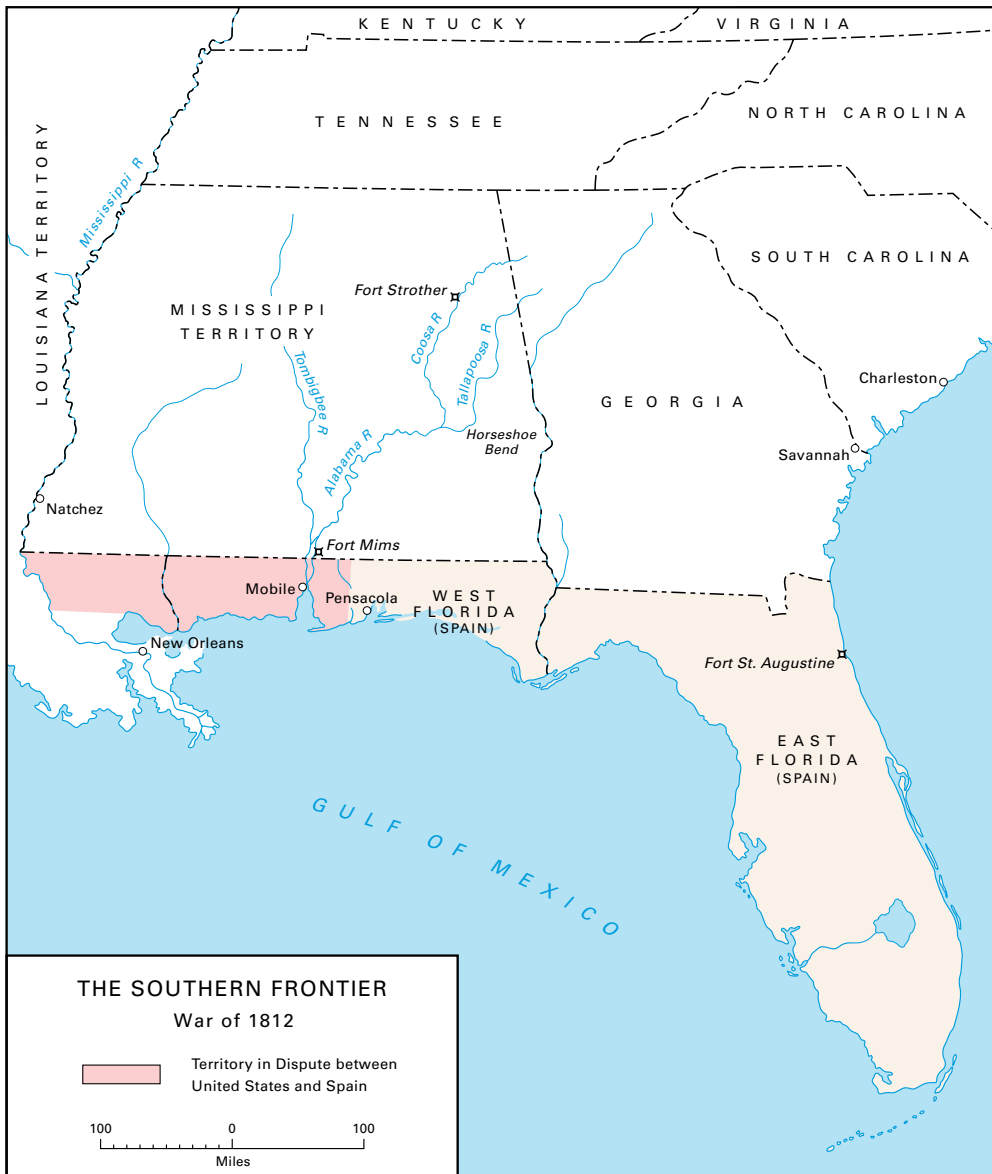 KENTUCKY
VIRGINIA
TENNESSEE
NORTH CAROLINA
LOUISIANA TERRITORY
Mississippi R
SOUTH CAROLINA
Fort Strother
MISSISSIPPI
TERRITORY
Coosa R
Tallapoosa R
Tombigbee R
Charleston
GEORGIA
Alabama R
Horseshoe
Bend
Savannah
Natchez
Fort Mims
Mobile
Pensacola
WEST
FLORIDA
(SPAIN)
New Orleans
Fort St. Augustine
EAST
FLORIDA
(SPAIN)
GULF OF MEXICO
THE SOUTHERN FRONTIER
War of 1812
Territory in Dispute between
United States and Spain
100 0 100
Miles